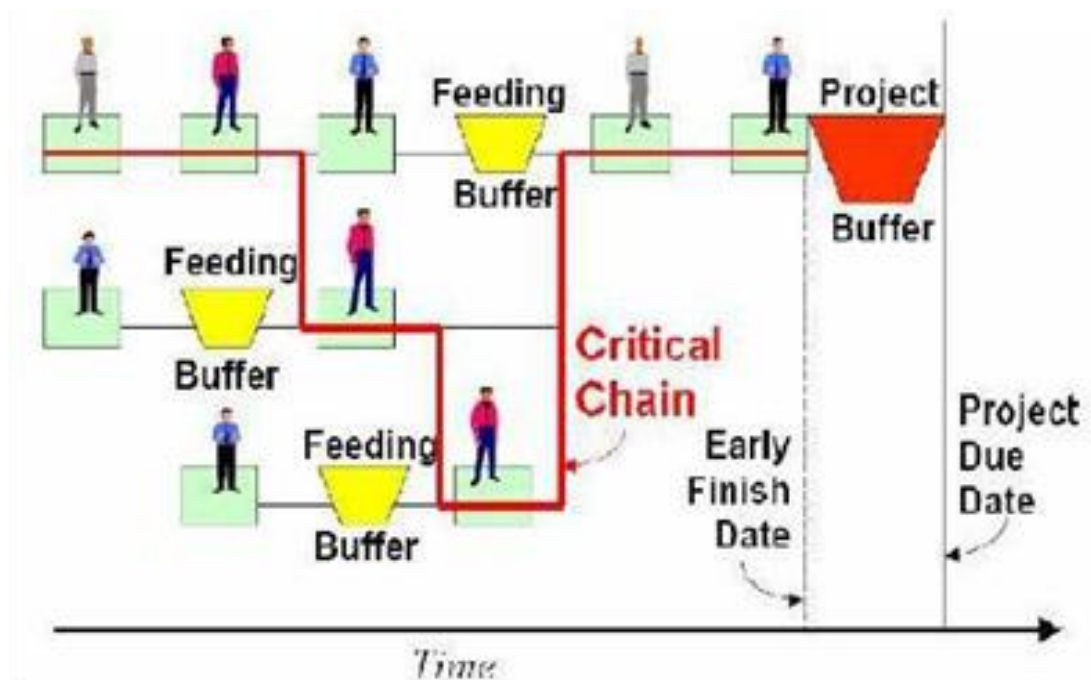 Feeding
Buffer
Project
Buffer
Feeding
Buffer
Critical
Chain
Feeding
Buffer
Early
Finish
Date
Project
Due
Date
Time